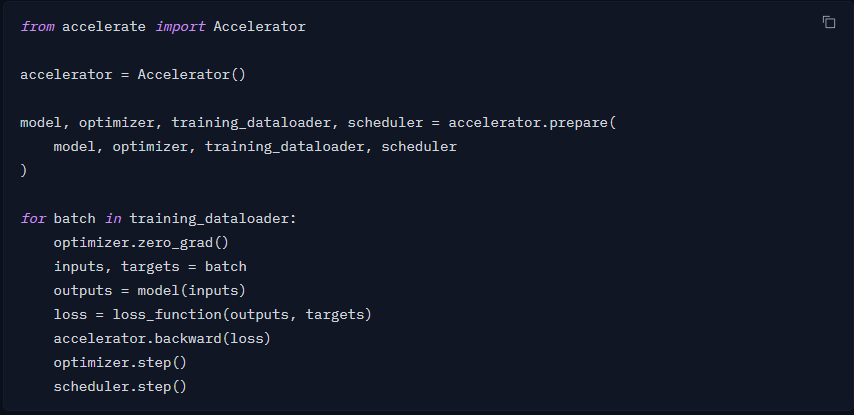 from accelerate import Accelerator
accelerator = Accelerator()
model, optimizer, training_dataloader, scheduler = accelerator.prepare(
    model, optimizer, training_dataloader, scheduler
)
for batch in training_dataloader:
    optimizer.zero_grad()
    inputs, targets = batch
    outputs = model(inputs)
    loss = loss_function(outputs, targets)
    accelerator.backward(loss)
    optimizer.step()
    scheduler.step()